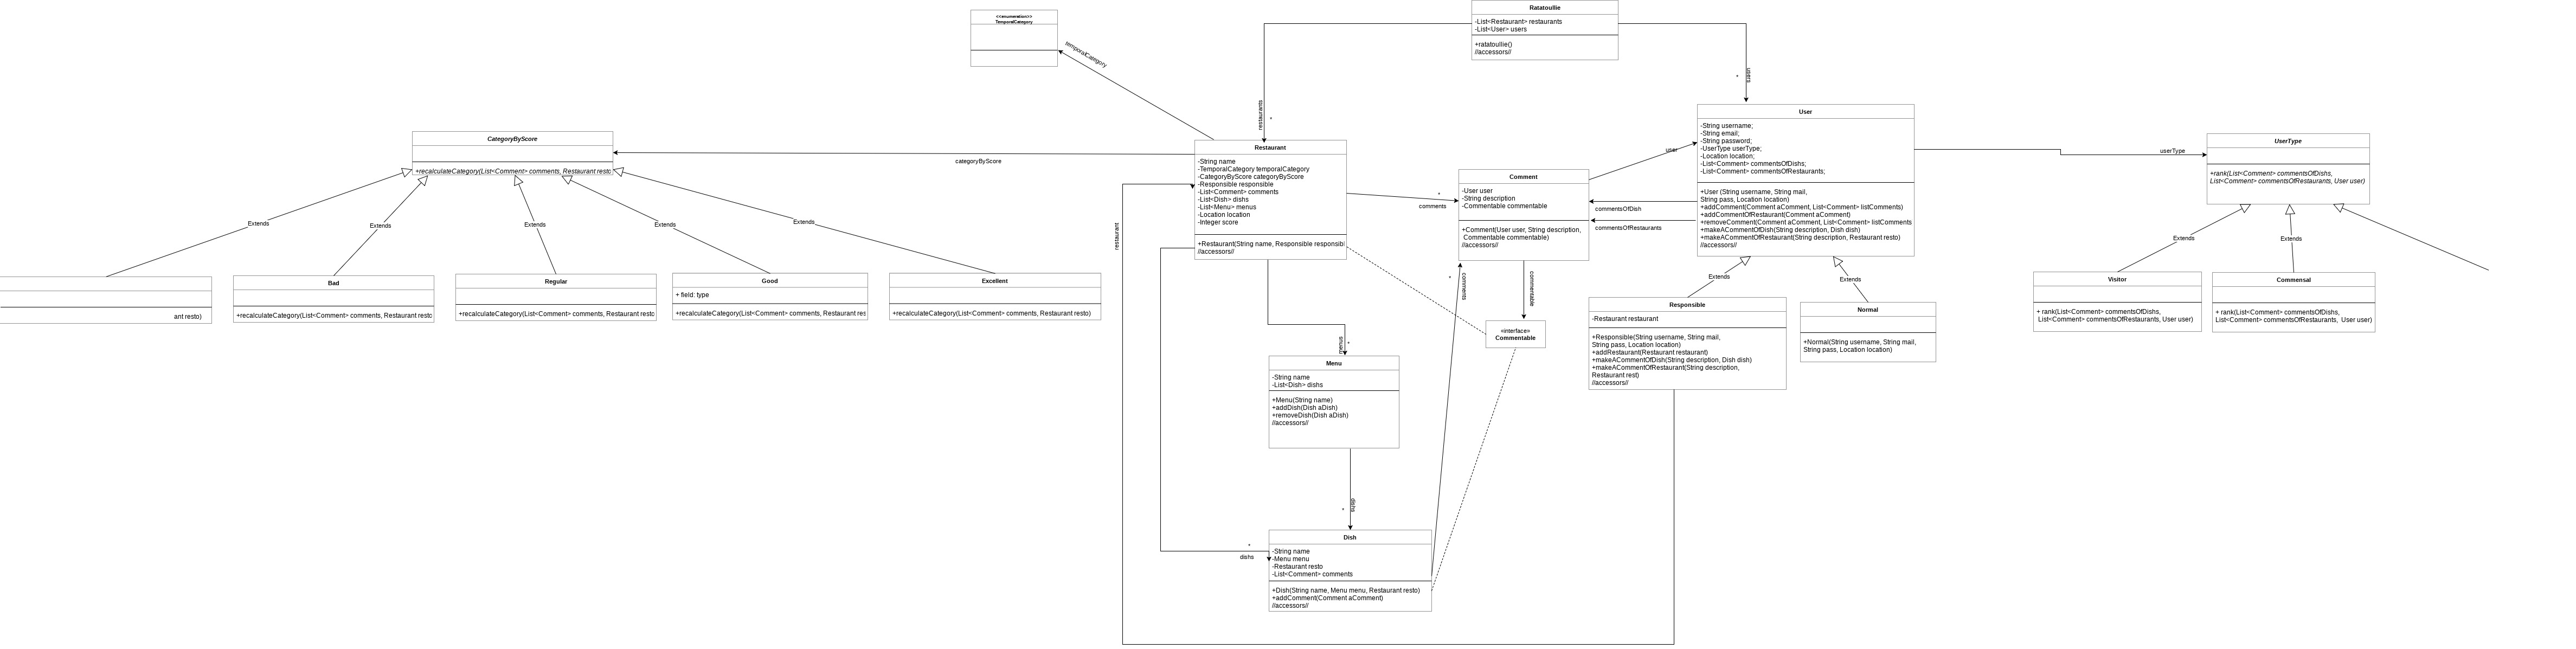 Ratatoullie
-List<Restaurant> restaurants
-List<User> users
+ratatoullie()
//accessors//
<<enumeration>>
TemporalCategory
temporalCategory
restaurants
*
users
*
CategoryByScore
+recalculateCategory(List<Comment> comments, Restaurant resto
categoryByScore
Extends
Extends
Extends
Extends
Extends
ant resto)
Bad
+recalculateCategory(List<Comment> comments, Restaurant resto
Regular
+recalculateCategory(List<Comment> comments, Restaurant resto
Good
+ field: type
+recalculateCategory(List<Comment> comments, Restaurant res
Excellent
+recalculateCategory(List<Comment> comments, Restaurant resto)
Restaurant
-String name
-TemporalCategory temporalCategory
-CategoryByScore categoryByScore
-Responsible responsible
-List<Comment> comments
-List<Dish> dishs
-List<Menu> menus
-Location location
-Integer score
+Restaurant(String name, Responsible responsibl
//accessors//
restaurant
*
comments
Comment
-User user
-String description
-Commentable commentable
+Comment(User user, String description,
Commentable commentable)
//accessors//
user
commentsOfDish
commentsOfRestaurants
User
-String username;
-String email;
-String password;
-UserType userType;
-Location location;
-List<Comment> commentsOfDishs;
-List<Comment> commentsOfRestaurants;
+User (String username, String mail,
String pass, Location location)
+addComment(Comment aComment, List<Comment> listComments)
+addCommentOfRestaurant(Comment aComment)
+removeComment(Comment aComment, List<Comment> listComments
+makeACommentOfDish(String description, Dish dish)
+makeACommentOfRestaurant(String description, Restaurant resto)
//accessors//
userType
UserType
+rank(List<Comment> commentsOfDishs,
List<Comment> commentsOfRestaurants, User user)
Extends
Extends
Visitor
+ rank(List<Comment> commentsOfDishs,
List<Comment> commentsOfRestaurants, User user)
Commensal
+ rank(List<Comment> commentsOfDishs,
List<Comment> commentsOfRestaurants, User user)
Extends
Extends
Responsible
-Restaurant restaurant
+Responsible(String username, String mail,
String pass, Location location)
+addRestaurant(Restaurant restaurant)
+makeACommentOfDish(String description, Dish dish)
+makeACommentOfRestaurant(String description,
Restaurant rest)
//accessors//
Normal
+Normal(String username, String mail,
String pass, Location location)
*
comments
commentable
«interface»
Commentable
menus
*
Menu
-String name
-List<Dish> dishs
+Menu(String name)
+addDish(Dish aDish)
+removeDish(Dish aDish)
//accessors//
*
dishs
*
dishs
Dish
-String name
-Menu menu
-Restaurant resto
-List<Comment> comments
+Dish(String name, Menu menu, Restaurant resto)
+addComment(Comment aComment)
//accessors//